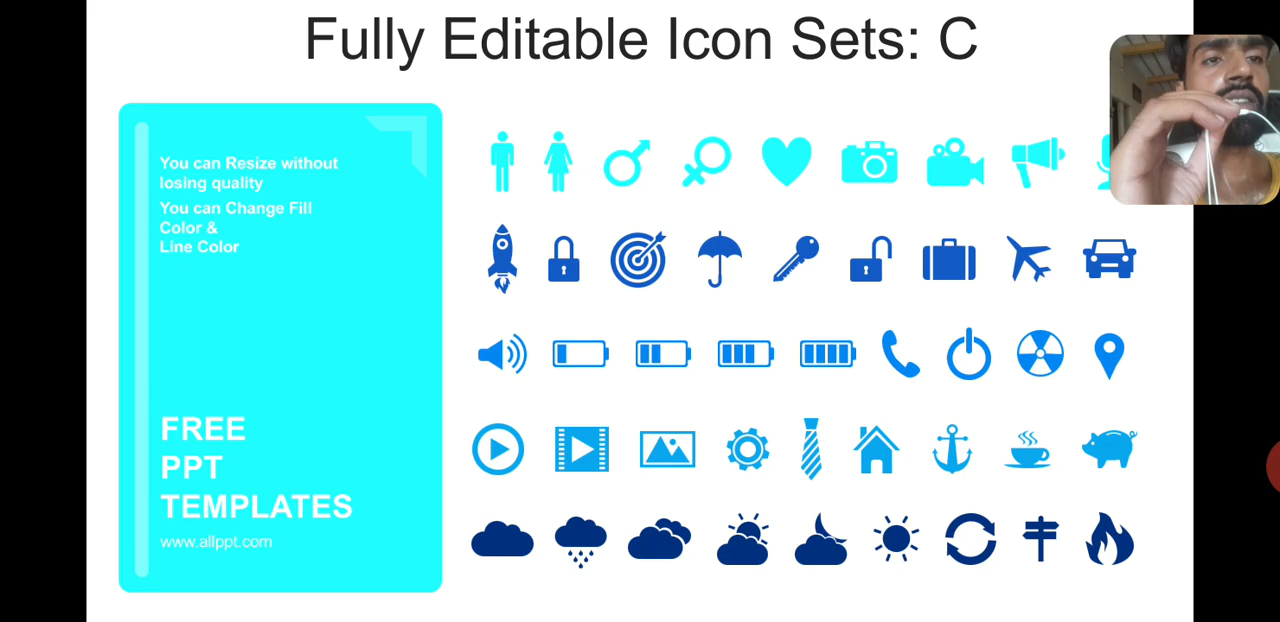 Fully Editable Icon Sets: C
You can Resize without
losing quality
You can Change Fill
Color &
Line Color
FREE
PPT
TEMPLATES
www.allppt.com